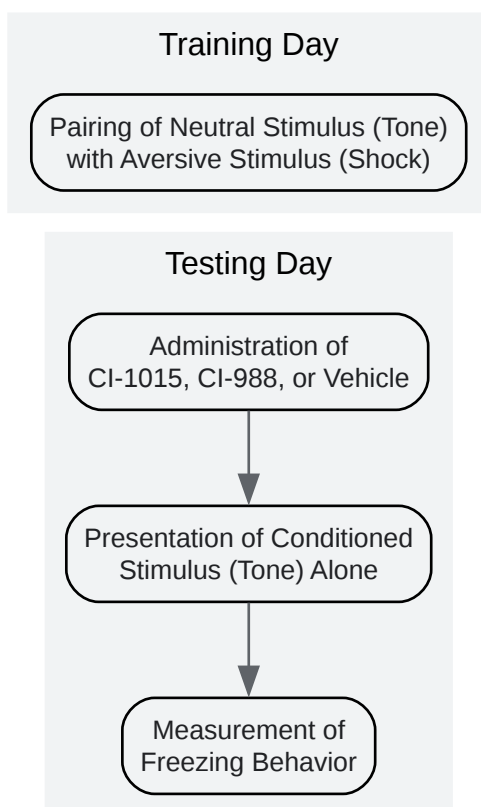 Training Day
Pairing of Neutral Stimulus (Tone)
with Aversive Stimulus (Shock)
Testing Day
Administration of
CI-1015, CI-988, or Vehicle
Presentation of Conditioned
Stimulus (Tone) Alone
Measurement of
Freezing Behavior